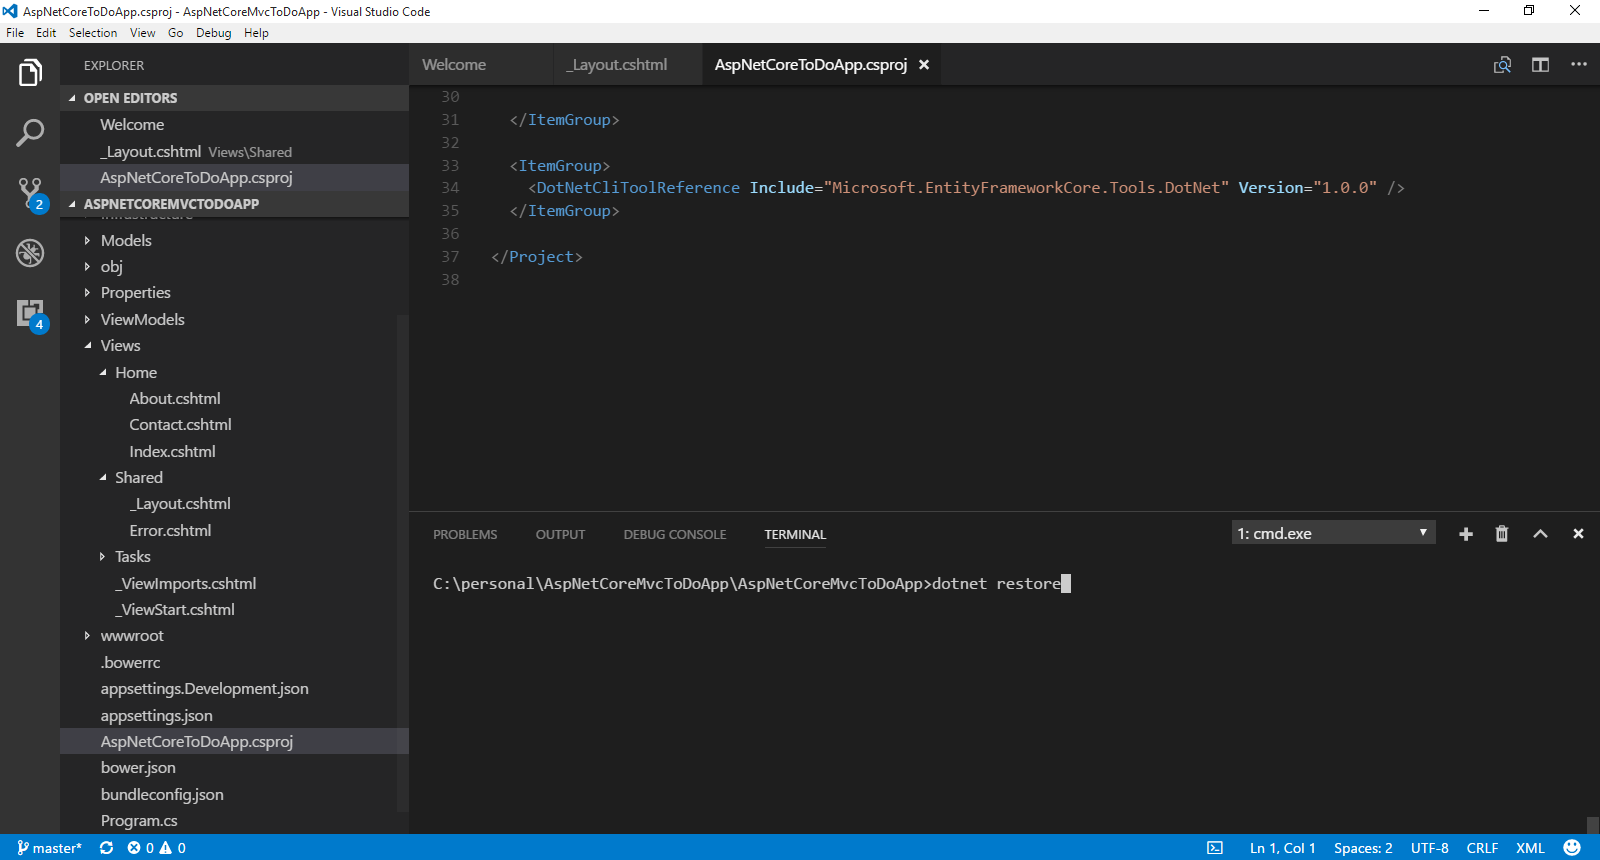 AspNetCoreToDoApp.csproj - AspNetCoreMvcToDoApp - Visual Studio Code
File Edit Selection View Go Debug Help
EXPLORER
OPEN EDITORS
Welcome
_Layout.cshtml Views\Shared
AspNetCoreToDoApp.csproj
ASPNETCOREMVCTODOAPP
Infrastructure
Models
obj
Properties
ViewModels
Views
Home
About.cshtml
Contact.cshtml
Index.cshtml
Shared
_Layout.cshtml
Error.cshtml
Tasks
_ViewImports.cshtml
_ViewStart.cshtml
wwwroot
.bowerrc
appsettings.Development.json
appsettings.json
AspNetCoreToDoApp.csproj
bower.json
bundleconfig.json
Program.cs
2
4
Welcome _Layout.cshtml AspNetCoreToDoApp.csproj
30
31 </ItemGroup>
32
33 <ItemGroup>
34 <DotNetCliToolReference Include="Microsoft.EntityFrameworkCore.Tools.DotNet" Version="1.0.0" />
35 </ItemGroup>
36
37 </Project>
38
PROBLEMS OUTPUT DEBUG CONSOLE TERMINAL 1: cmd.exe
C:\personal\AspNetCoreMvcToDoApp\AspNetCoreMvcToDoApp>dotnet restore
master* 0 0 Ln 1, Col 1 Spaces: 2 UTF-8 CRLF XML